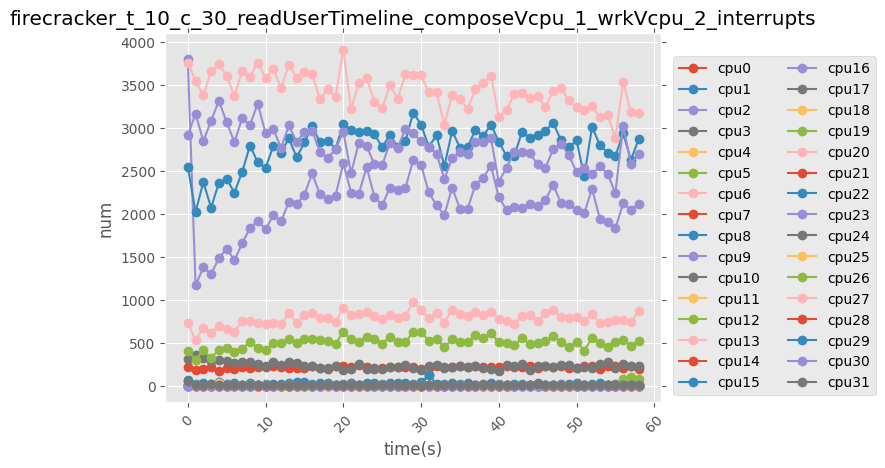 firecracker_t_10_c_30_readUserTimeline_composeVcpu_1_wrkVcpu_2_interrupts
4000
3500
3000
2500
2000
1500
1000
500
0
num
0
10
20
30
40
50
60
time(s)
cpu0
cpu1
cpu2
cpu3
cpu4
cpu5
cpu6
cpu7
cpu8
cpu9
cpu10
cpu11
cpu12
cpu13
cpu14
cpu15
cpu16
cpu17
cpu18
cpu19
cpu20
cpu21
cpu22
cpu23
cpu24
cpu25
cpu26
cpu27
cpu28
cpu29
cpu30
cpu31